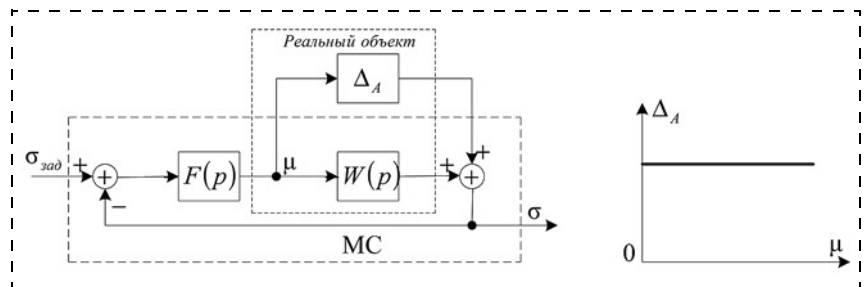 Реальный объект
Δ_A
σ_зад
+
+
F(p)
μ
W(p)
+
+
+
−
σ
МС
Δ_A
0
μ